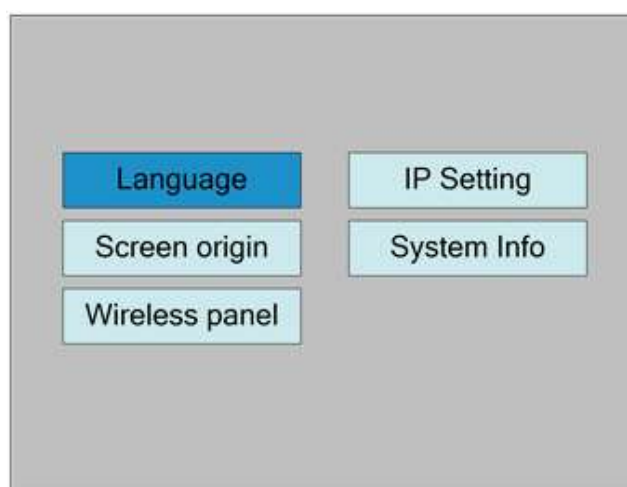 Language
IP Setting
Screen origin
System Info
Wireless panel